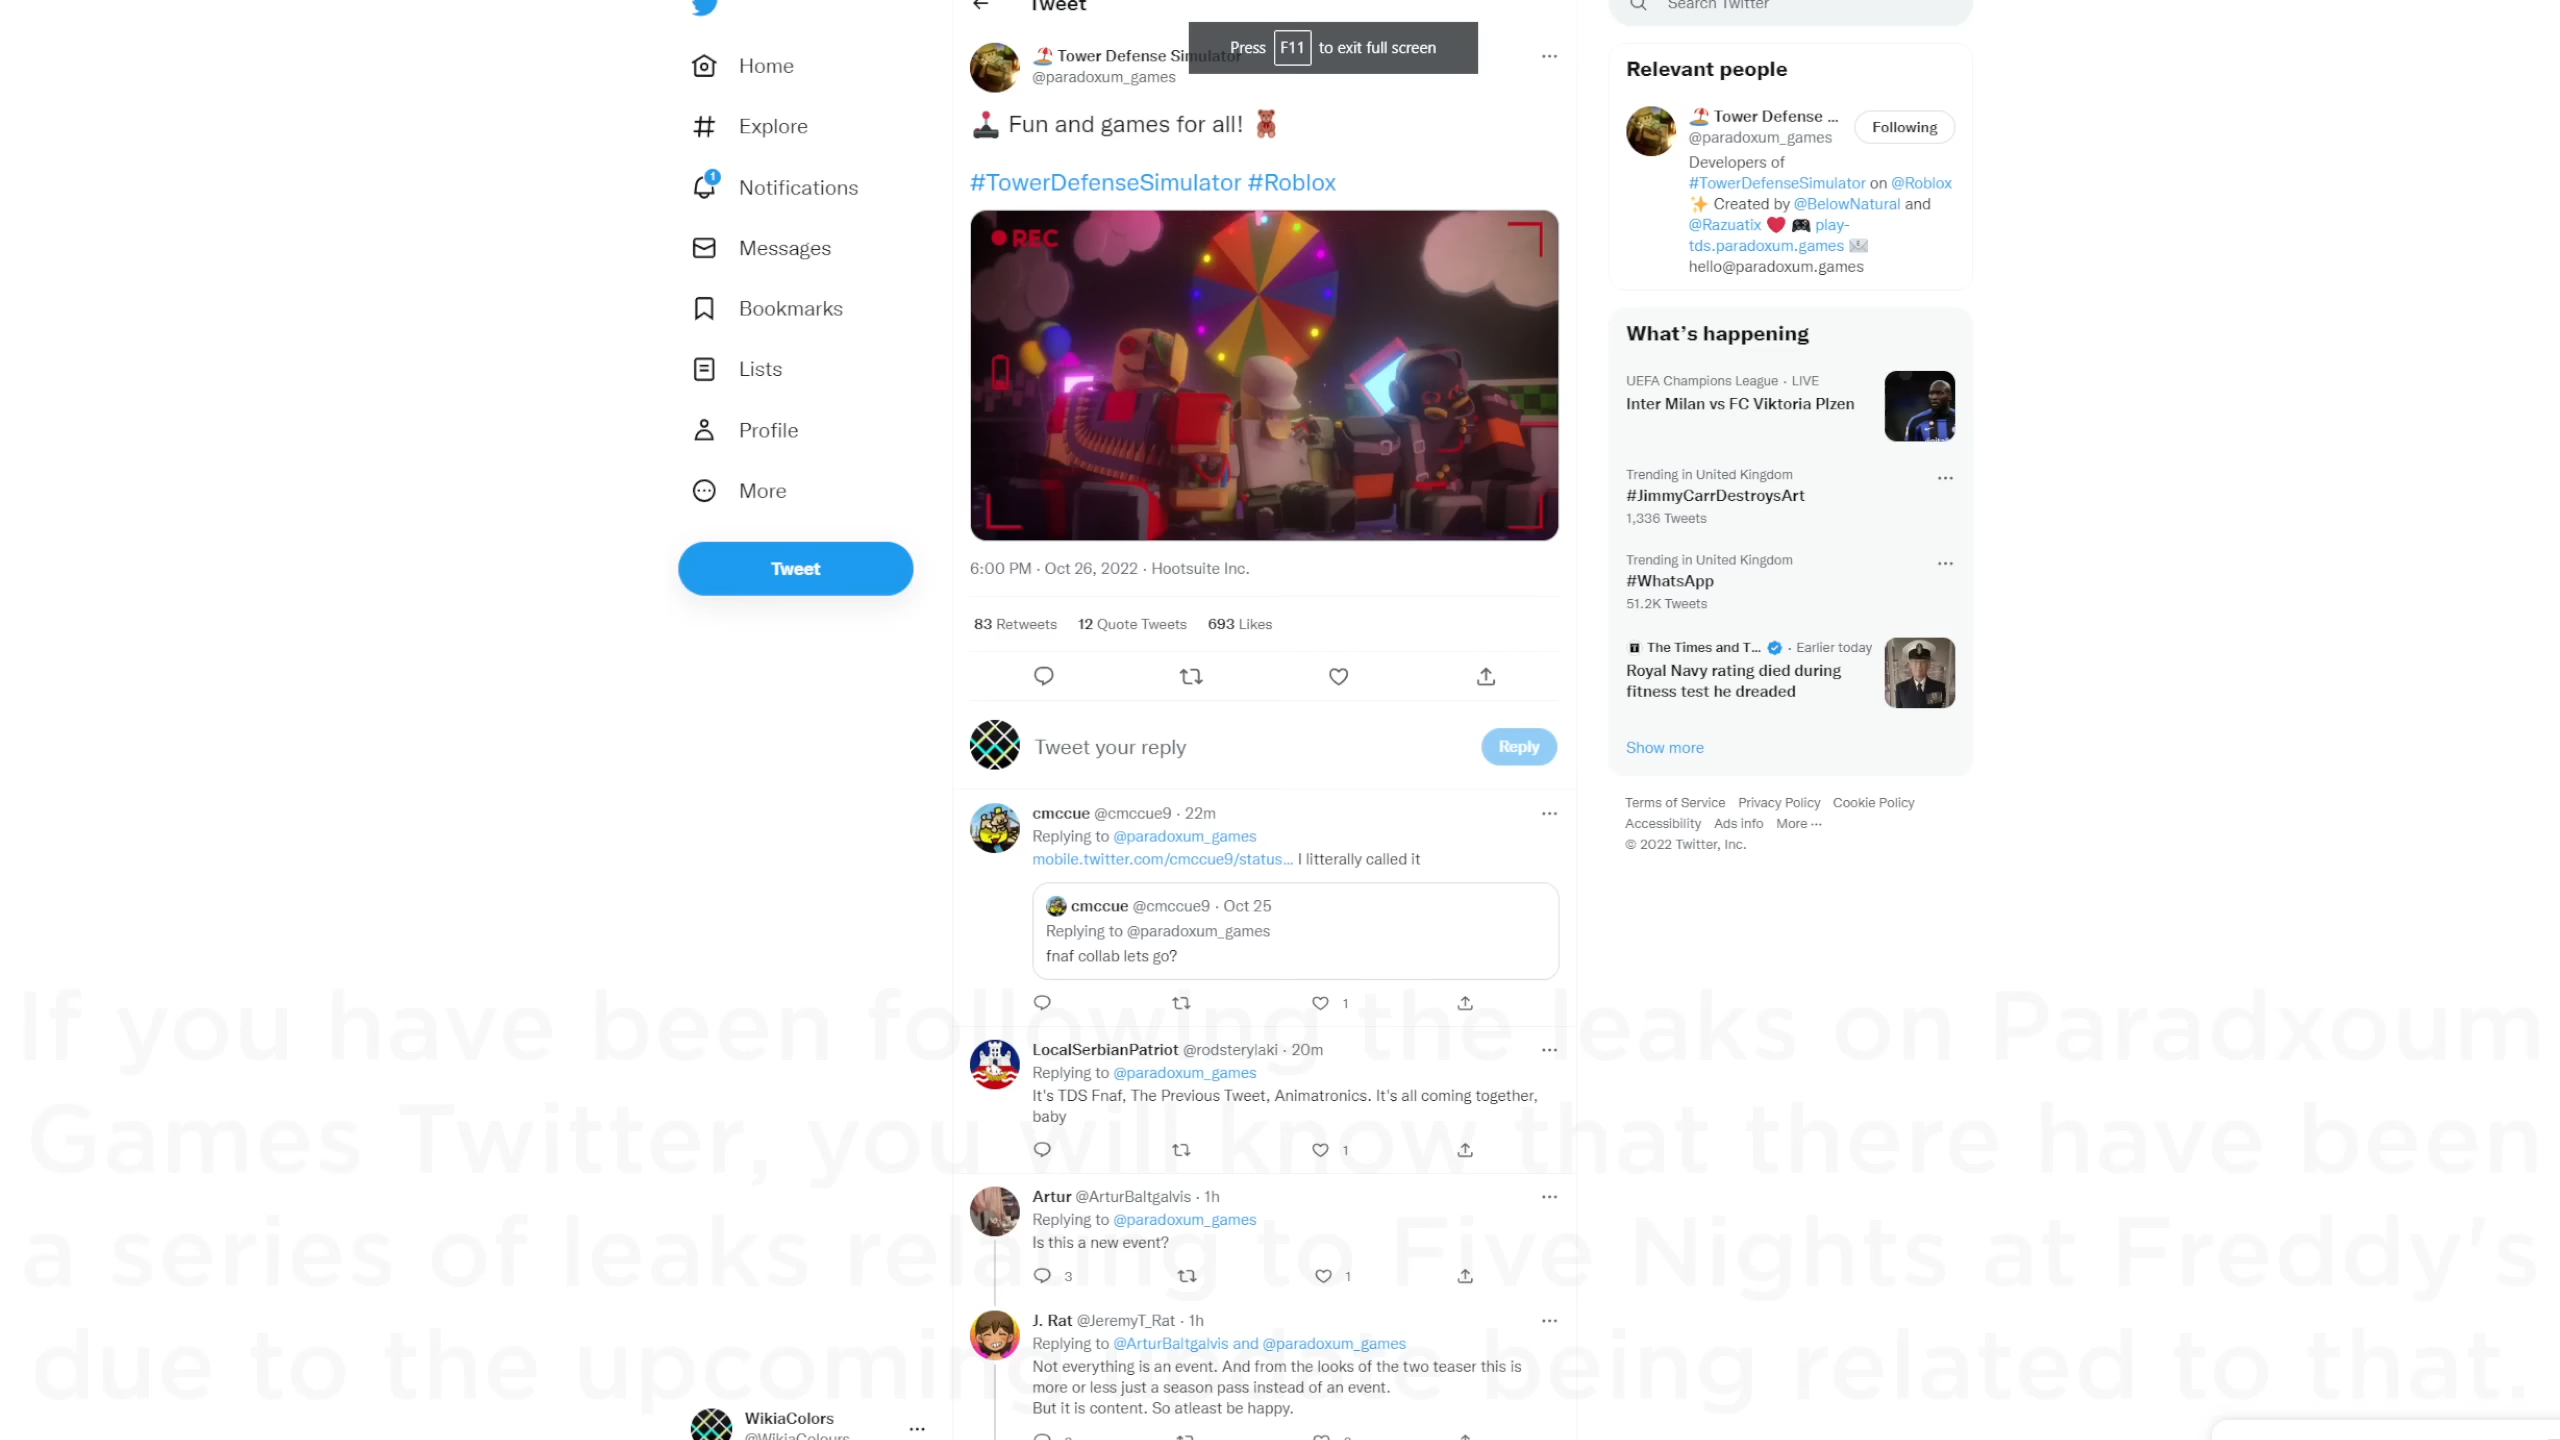 Tweet
Search Twitter
Press F11 to exit full screen
Tower Defense Simulator
@paradoxum_games
Fun and games for all!
#TowerDefenseSimulator #Roblox
REC
6:00 PM · Oct 26, 2022 · Hootsuite Inc.
83 Retweets 12 Quote Tweets 693 Likes
Tweet your reply
Reply
Home
Explore
1
Notifications
Messages
Bookmarks
Lists
Profile
More
Tweet
Relevant people
Tower Defense ...
@paradoxum_games
Following
Developers of
#TowerDefenseSimulator on @Roblox
Created by @BelowNatural and
@Razuatix play-
tds.paradoxum.games
hello@paradoxum.games
What's happening
UEFA Champions League · LIVE
Inter Milan vs FC Viktoria Plzen
Trending in United Kingdom
#JimmyCarrDestroysArt
1,336 Tweets
Trending in United Kingdom
#WhatsApp
51.2K Tweets
The Times and T... · Earlier today
Royal Navy rating died during
fitness test he dreaded
Show more
Terms of Service Privacy Policy Cookie Policy
Accessibility Ads info More ···
© 2022 Twitter, Inc.
cmccue @cmccue9 · 22m
Replying to @paradoxum_games
mobile.twitter.com/cmccue9/status... I litterally called it
cmccue @cmccue9 · Oct 25
Replying to @paradoxum_games
fnaf collab lets go?
1
LocalSerbianPatriot @rodsterylaki · 20m
Replying to @paradoxum_games
It's TDS Fnaf, The Previous Tweet, Animatronics. It's all coming together,
baby
1
Artur @ArturBaltgalvis · 1h
Replying to @paradoxum_games
Is this a new event?
3 1
J. Rat @JeremyT_Rat · 1h
Replying to @ArturBaltgalvis and @paradoxum_games
Not everything is an event. And from the looks of the two teaser this is
more or less just a season pass instead of an event.
But it is content. So atleast be happy.
WikiaColors
@WikiaColours
If you have been following the leaks on Paradxoum
Games Twitter, you will know that there have been
a series of leaks relating to Five Nights at Freddy's
due to the upcoming update being related to that.